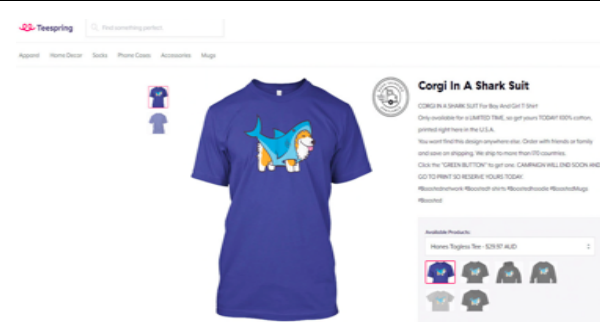 Teespring
Find something perfect
Apparel Home Decor Socks Phone Cases Accessories Mugs
Corgi In A Shark Suit
CORGI IN A SHARK SUIT For Boy And Girl T Shirt
Only available for a LIMITED TIME, so get yours TODAY! 100% cotton,
printed right here in the U.S.A.
You won't find this design anywhere else. Order with friends or family
and save on shipping. We ship to more than 170 countries.
Click the "GREEN BUTTON" to get one. CAMPAIGN WILL END SOON AND
GO TO PRINT SO RESERVE YOURS TODAY.
#Boostednetwork #Boosted shirts #Boostedhoodie #BoostedMugs
#Boosted
Available Products:
Hanes Tagless Tee - $29.97 AUD